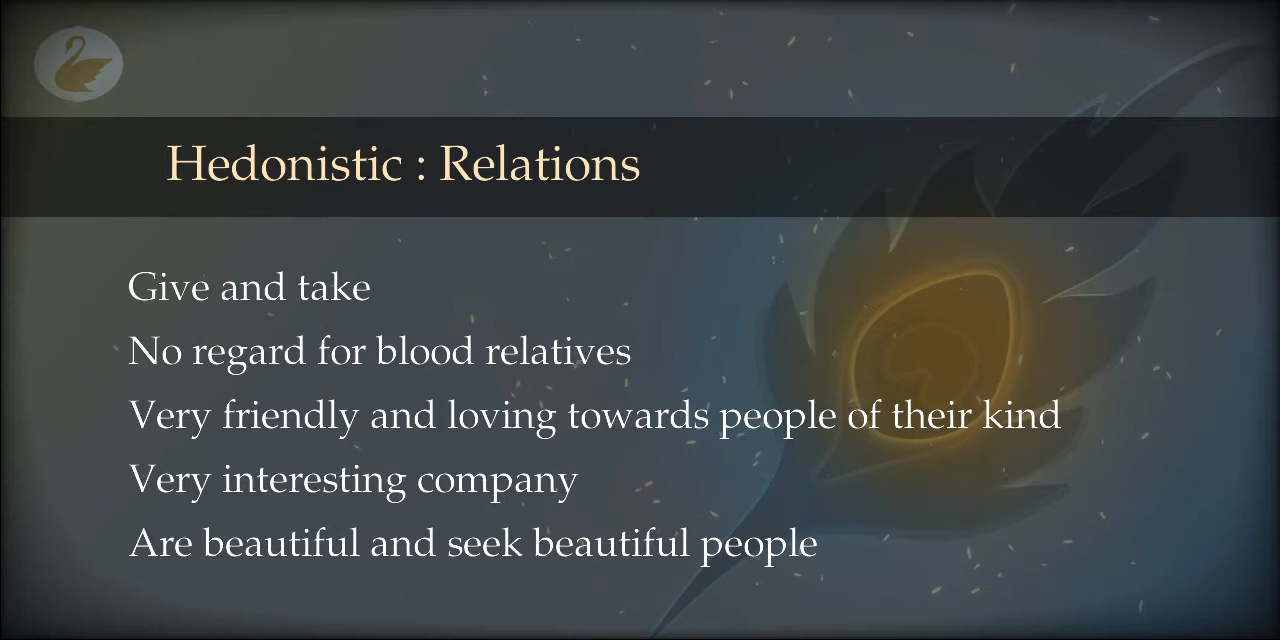 Hedonistic : Relations
Give and take
No regard for blood relatives
Very friendly and loving towards people of their kind
Very interesting company
Are beautiful and seek beautiful people